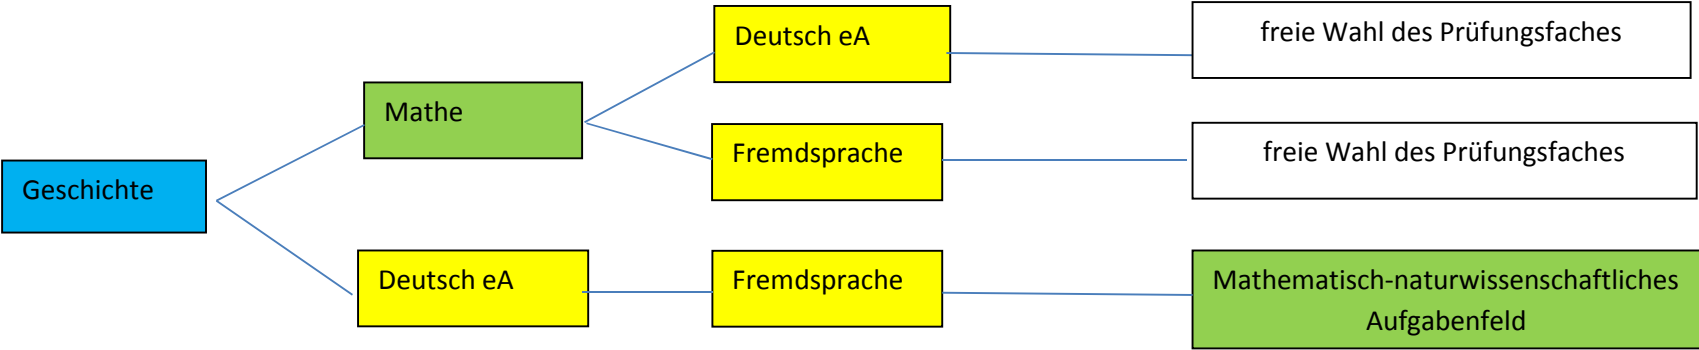 Deutsch eA
freie Wahl des Prüfungsfaches
Mathe
Fremdsprache
freie Wahl des Prüfungsfaches
Geschichte
Deutsch eA
Fremdsprache
Mathematisch-naturwissenschaftliches
Aufgabenfeld